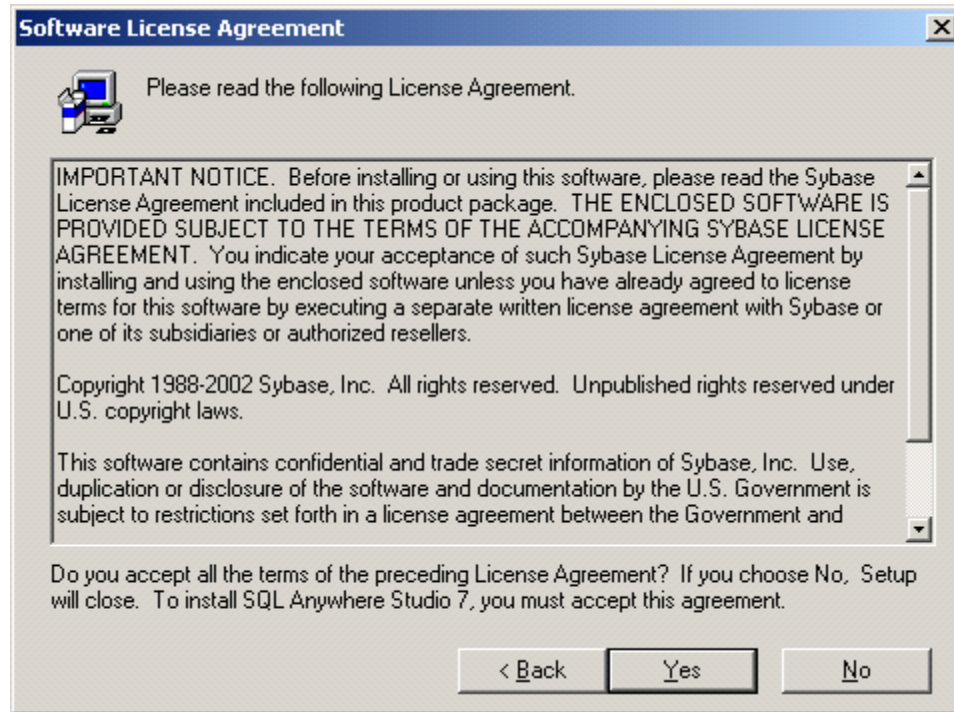 Software License Agreement
Please read the following License Agreement.
IMPORTANT NOTICE.  Before installing or using this software, please read the Sybase
License Agreement included in this product package.  THE ENCLOSED SOFTWARE IS
PROVIDED SUBJECT TO THE TERMS OF THE ACCOMPANYING SYBASE LICENSE
AGREEMENT.  You indicate your acceptance of such Sybase License Agreement by
installing and using the enclosed software unless you have already agreed to license
terms for this software by executing a separate written license agreement with Sybase or
one of its subsidiaries or authorized resellers.
Copyright 1988-2002 Sybase, Inc.  All rights reserved.  Unpublished rights reserved under
U.S. copyright laws.
This software contains confidential and trade secret information of Sybase, Inc.  Use,
duplication or disclosure of the software and documentation by the U.S. Government is
subject to restrictions set forth in a license agreement between the Government and
Do you accept all the terms of the preceding License Agreement?  If you choose No,  Setup
will close.  To install SQL Anywhere Studio 7, you must accept this agreement.
< Back
Yes
No